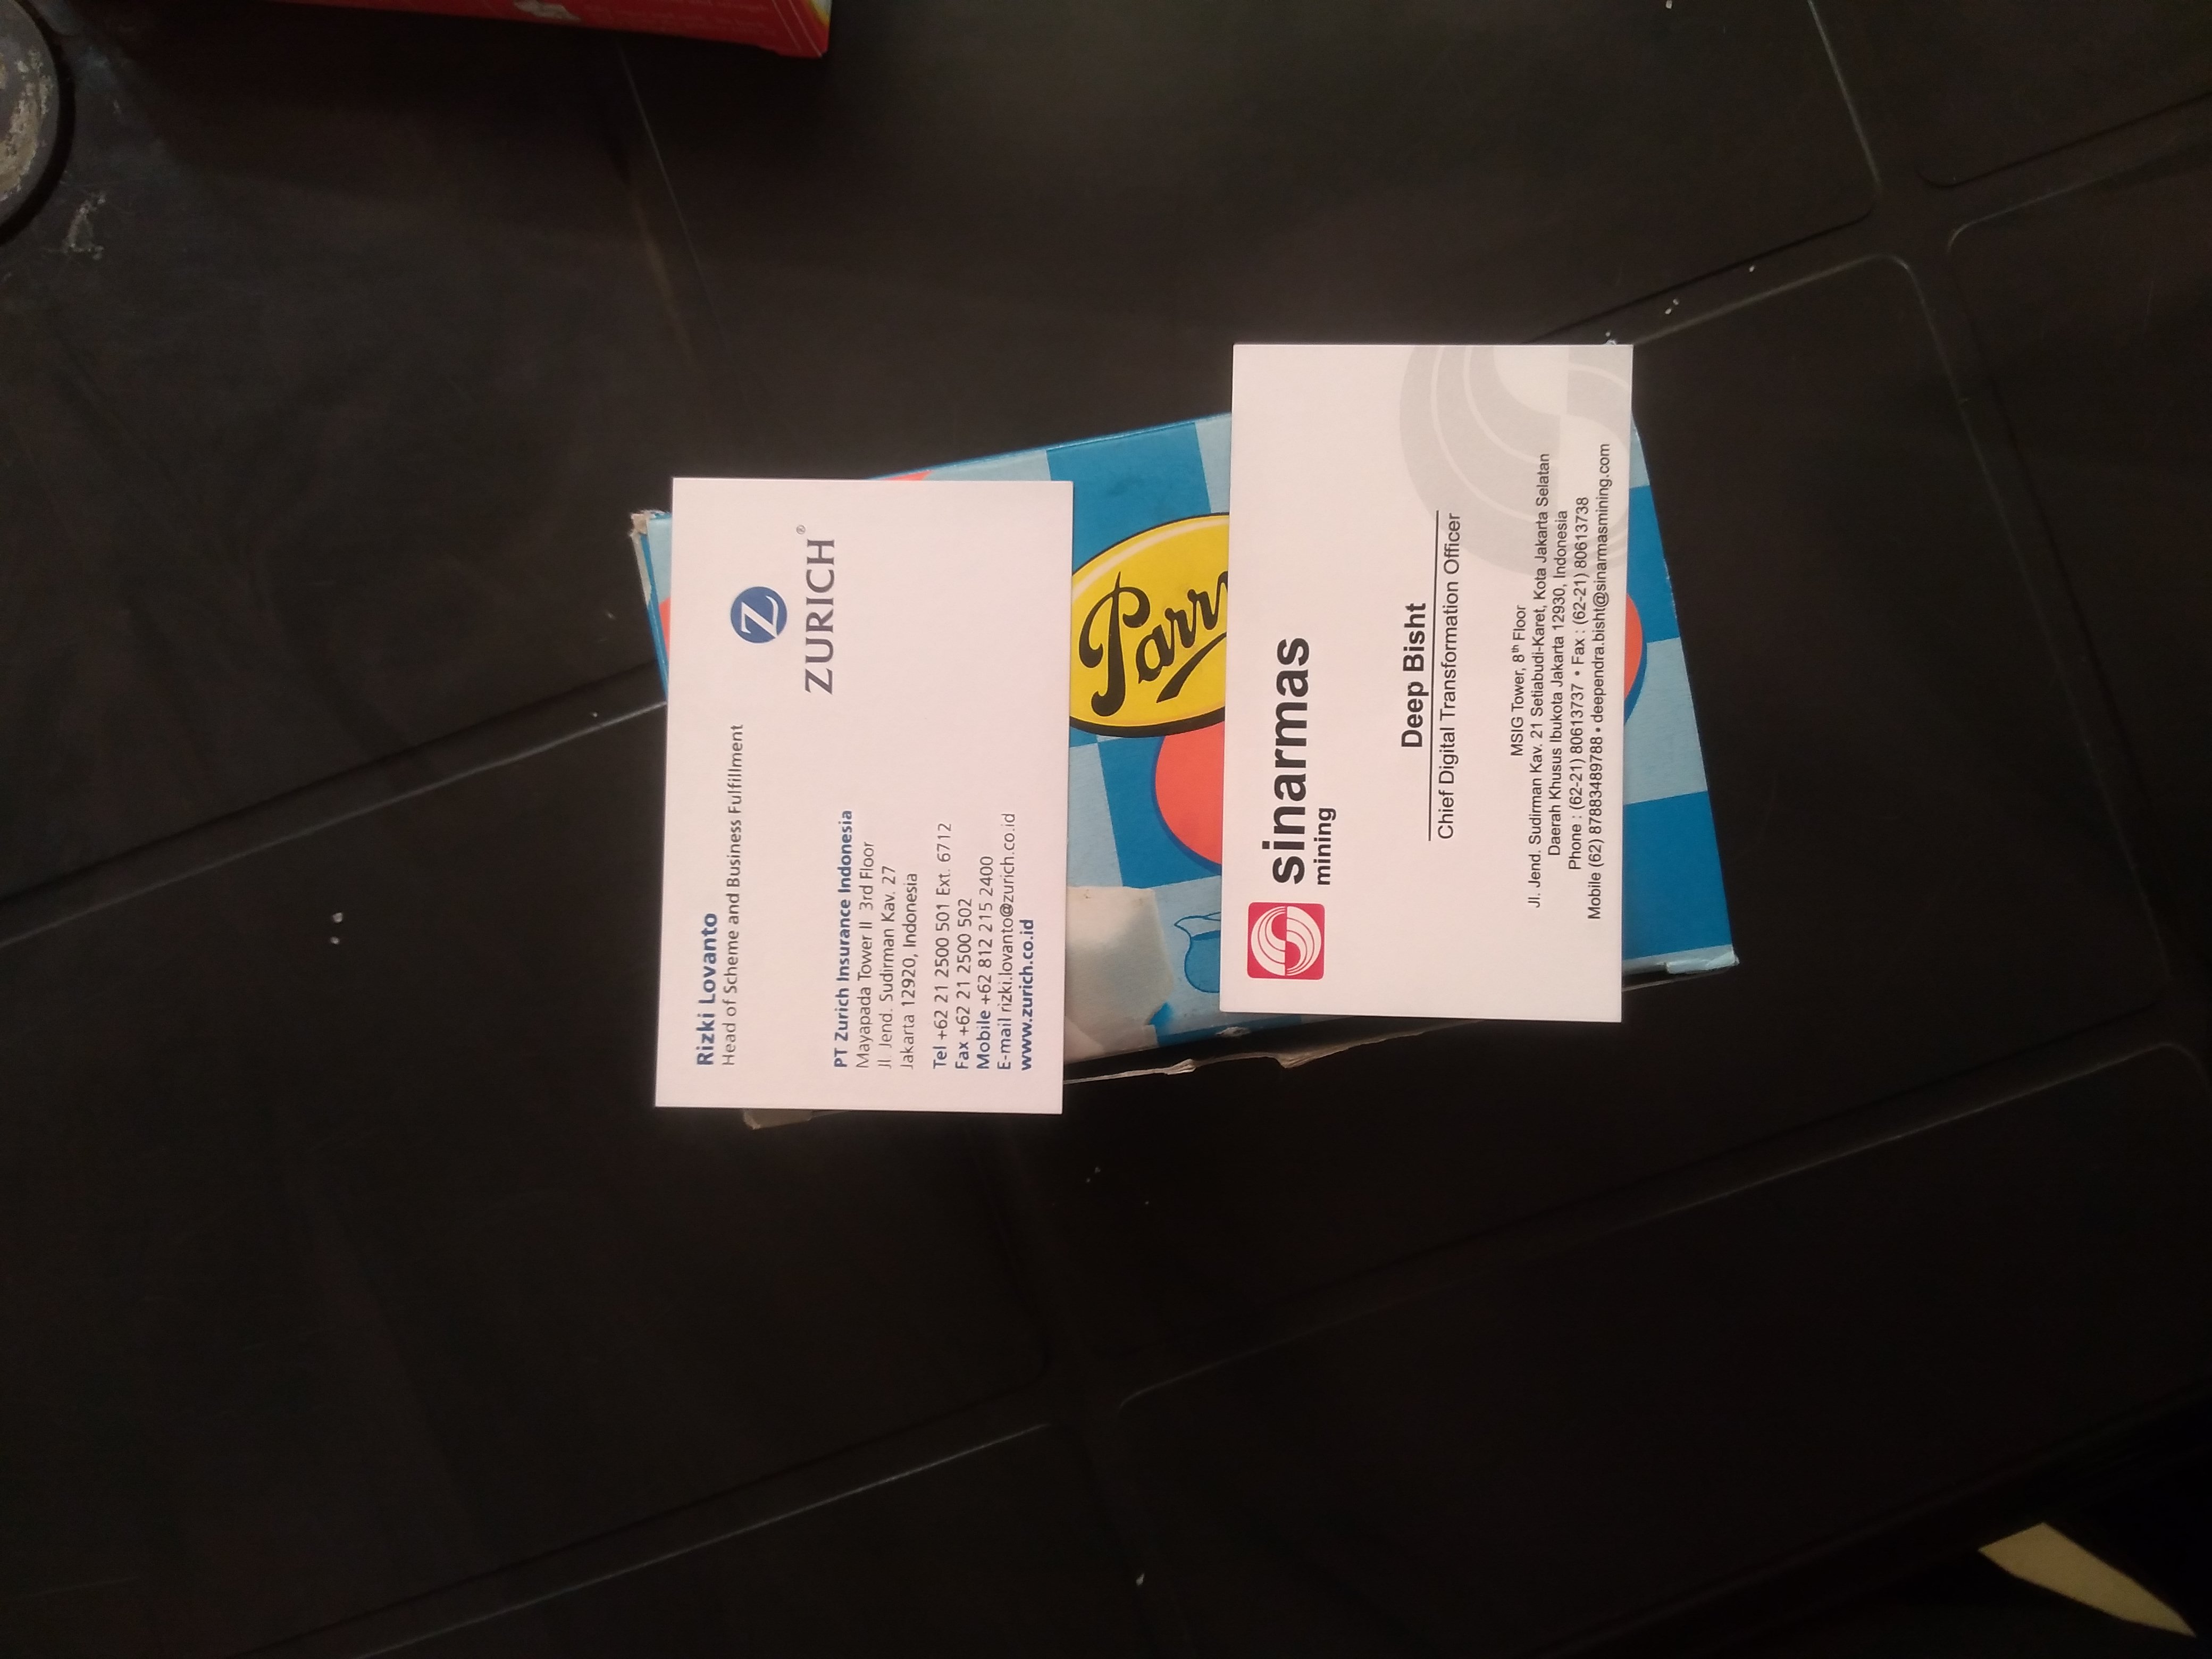 Rizki Lovanto
Head of Scheme and Business Fulfillment
Z
ZURICH®
PT Zurich Insurance Indonesia
Mayapada Tower II 3rd Floor
Jl. Jend. Sudirman Kav. 27
Jakarta 12920, Indonesia
Tel +62 21 2500 501 Ext. 6712
Fax +62 21 2500 502
Mobile +62 812 215 2400
E-mail rizki.lovanto@zurich.co.id
www.zurich.co.id
sinarmas
mining
Deep Bisht
Chief Digital Transformation Officer
MSIG Tower, 8th Floor
Jl. Jend. Sudirman Kav. 21 Setiabudi-Karet, Kota Jakarta Selatan
Daerah Khusus Ibukota Jakarta 12930, Indonesia
Phone : (62-21) 80613737 • Fax : (62-21) 80613738
Mobile (62) 87883489788 • deependra.bisht@sinarmasmining.com